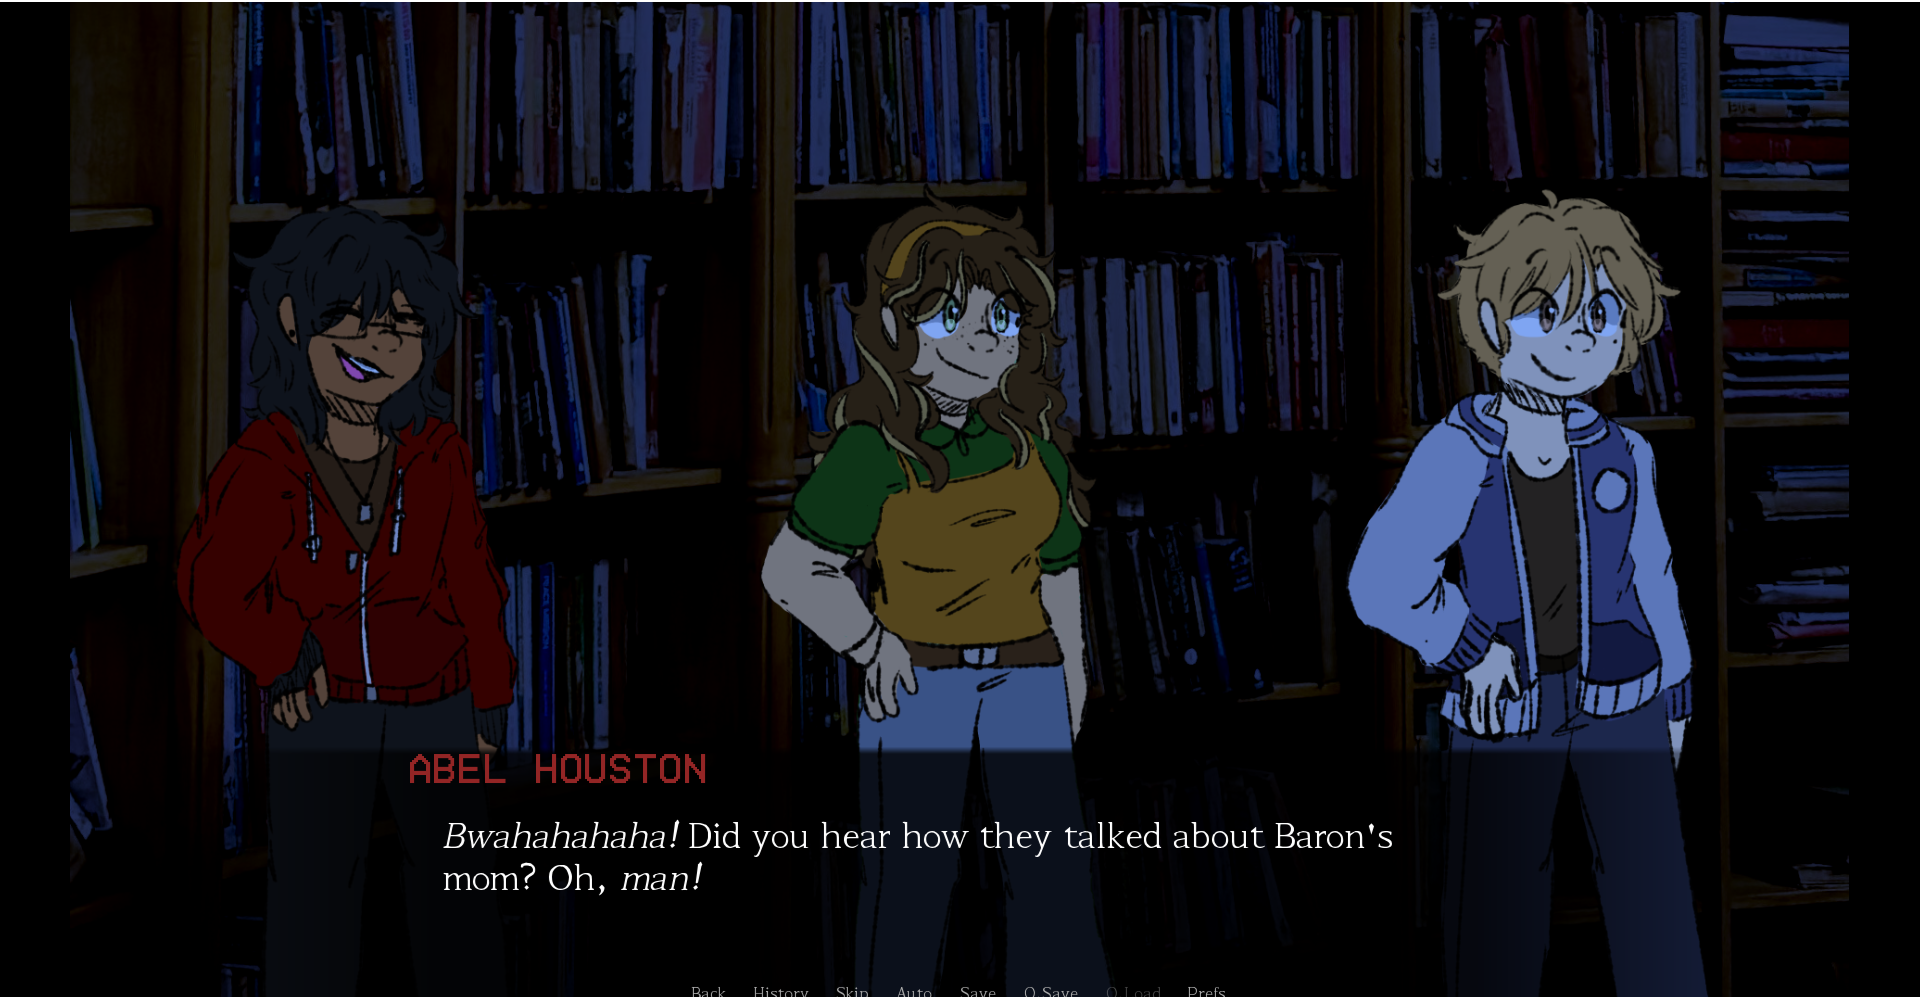 ABEL HOUSTON
Bwahahahaha! Did you hear how they talked about Baron's
mom? Oh, man!
Back History Skip Auto Save Q.Save Q.Load Prefs